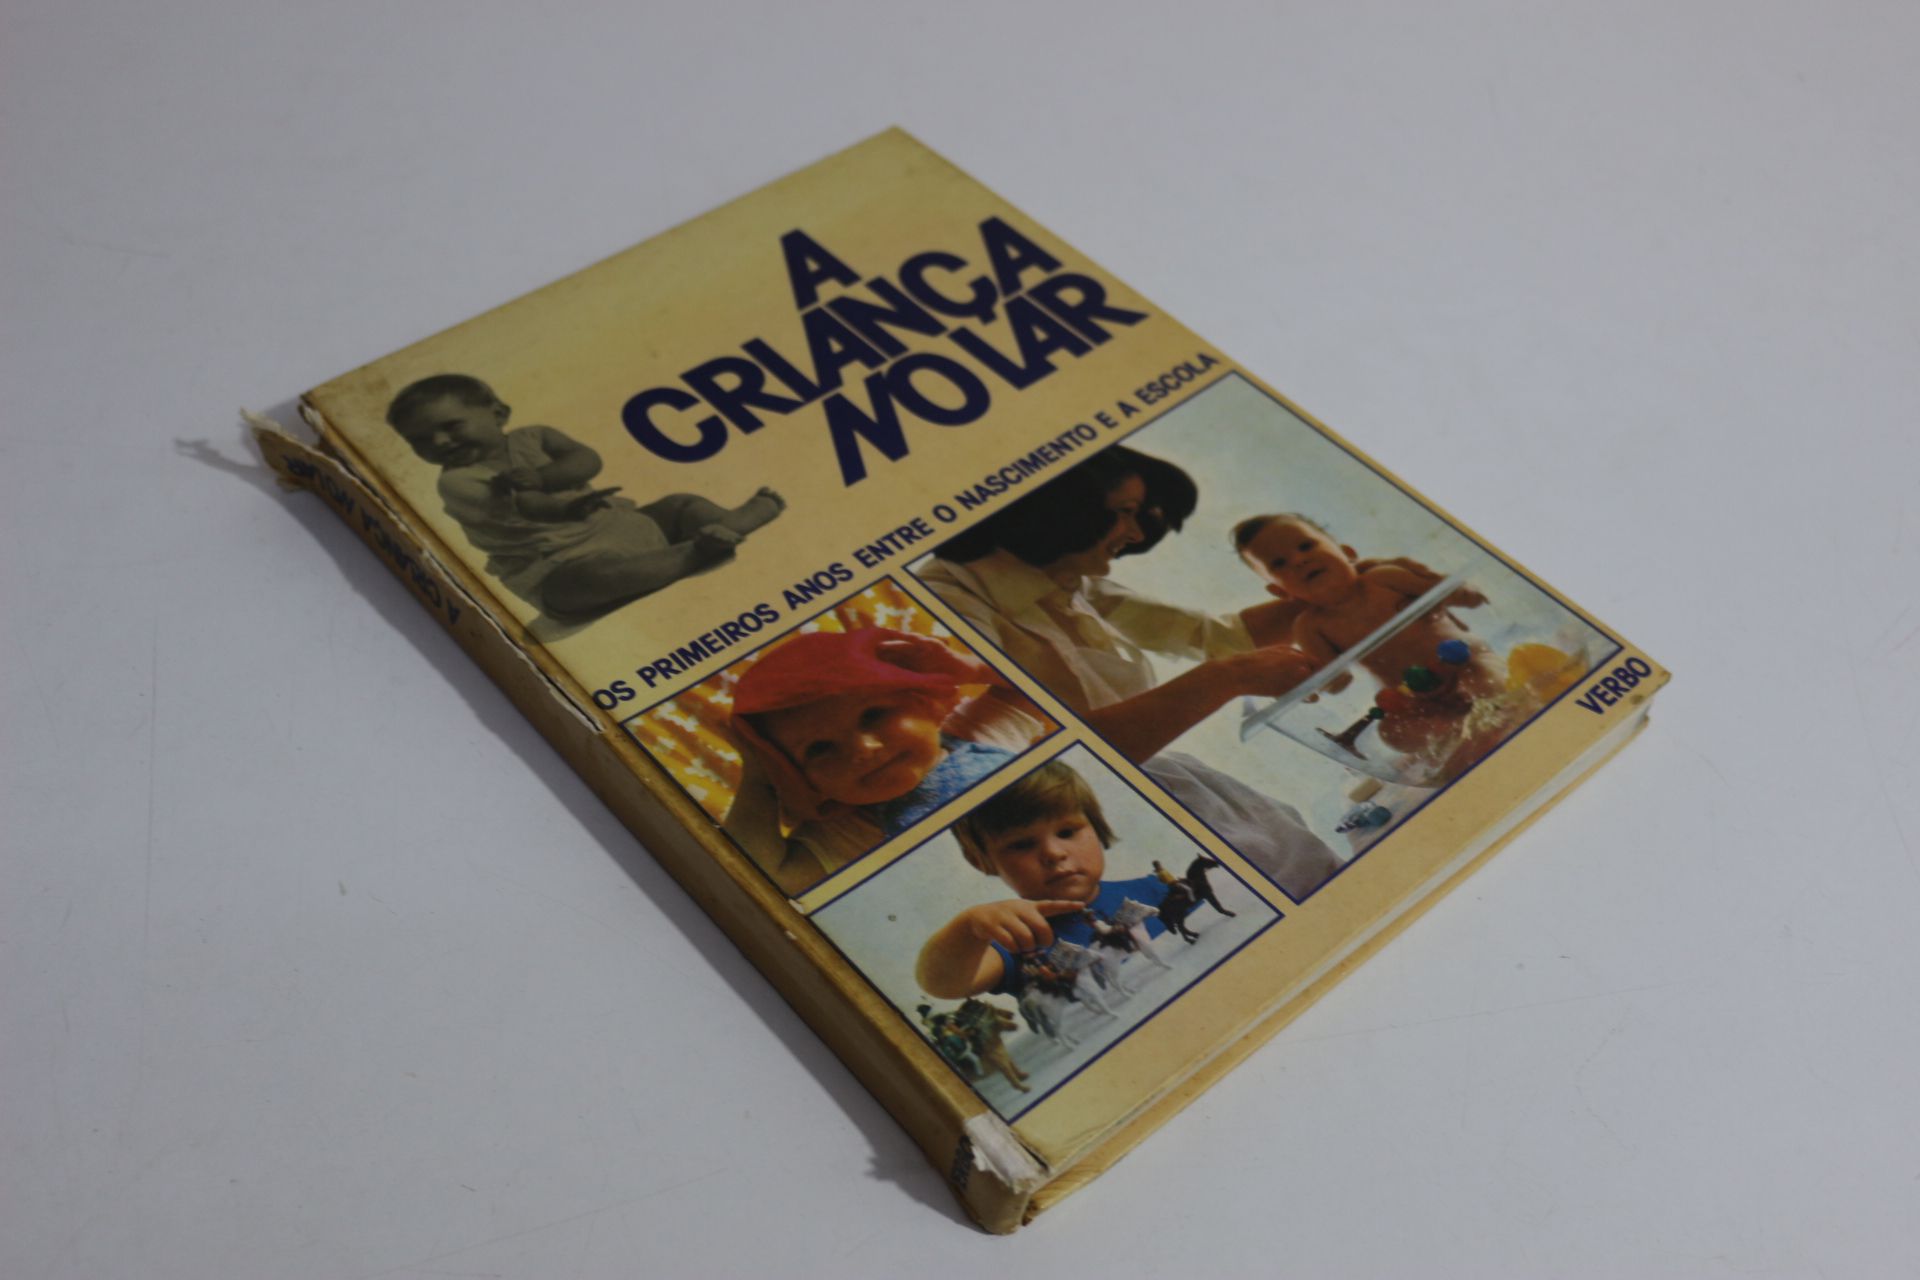 A
CRIANÇA
NO LAR
OS PRIMEIROS ANOS ENTRE O NASCIMENTO E A ESCOLA
VERBO
A CRIANÇA NO LAR